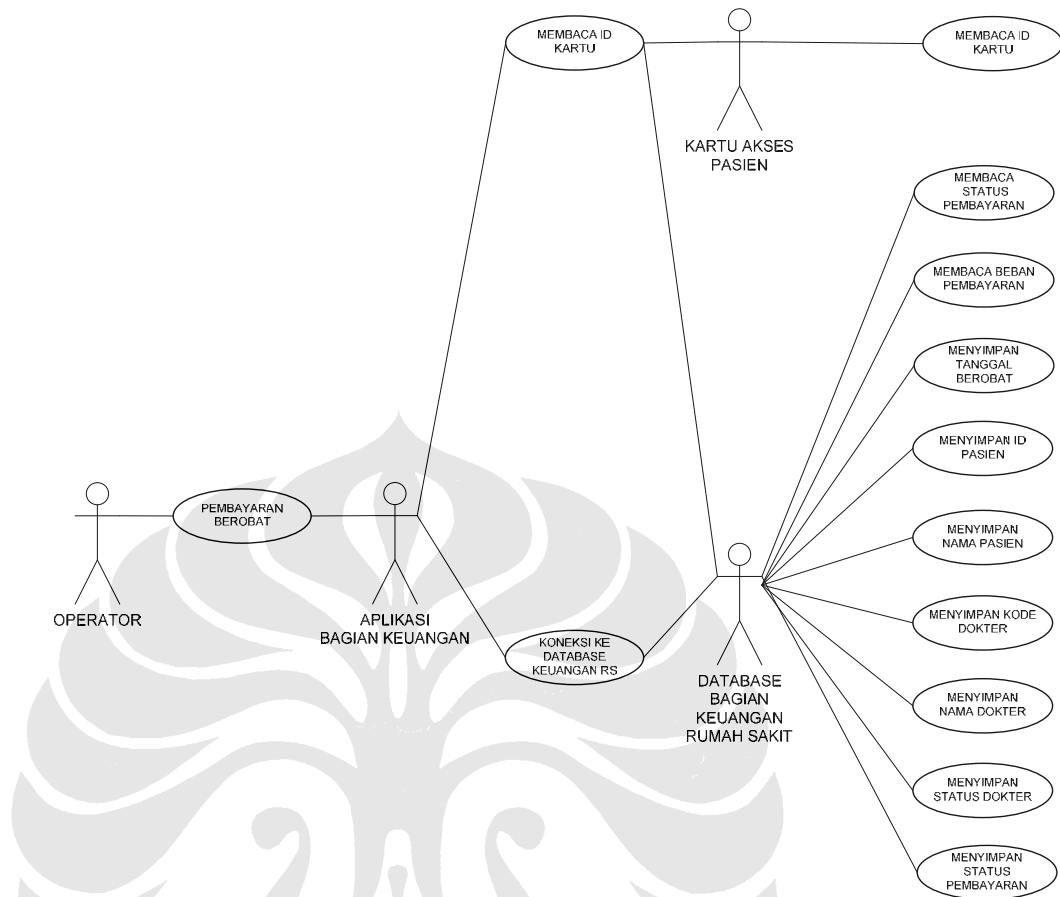 MEMBACA ID
KARTU
MEMBACA ID
KARTU
KARTU AKSES
PASIEN
MEMBACA
STATUS
PEMBAYARAN
MEMBACA BEBAN
PEMBAYARAN
MENYIMPAN
TANGGAL
BEROBAT
MENYIMPAN ID
PASIEN
PEMBAYARAN
BEROBAT
MENYIMPAN
NAMA PASIEN
OPERATOR
APLIKASI
BAGIAN KEUANGAN
MENYIMPAN KODE
DOKTER
KONEKSI KE
DATABASE
KEUANGAN RS
DATABASE
BAGIAN
KEUANGAN
RUMAH SAKIT
MENYIMPAN
NAMA DOKTER
MENYIMPAN
STATUS DOKTER
MENYIMPAN
STATUS
PEMBAYARAN